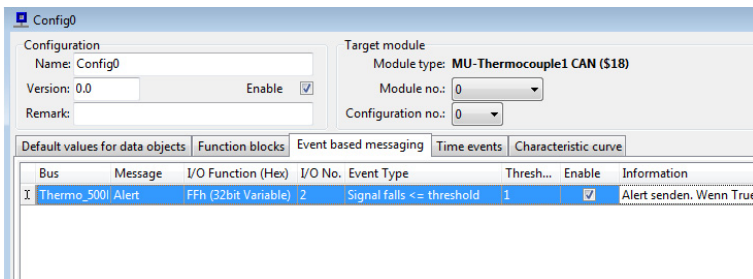 Config0
Configuration
Name: Config0
Version: 0.0 Enable
Remark:
Target module
Module type: MU-Thermocouple1 CAN ($18)
Module no.: 0
Configuration no.: 0
Default values for data objects Function blocks Event based messaging Time events Characteristic curve
Bus Message I/O Function (Hex) I/O No. Event Type Thresh... Enable Information
Thermo_500 Alert FFh (32bit Variable) 2 Signal falls <= threshold 1 Alert senden. Wenn True